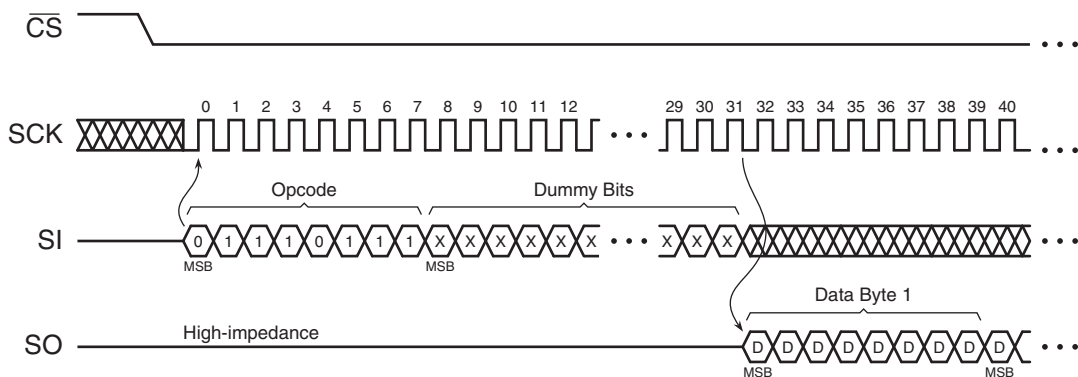 CS
0 1 2 3 4 5 6 7 8 9 10 11 12 29 30 31 32 33 34 35 36 37 38 39 40
SCK
Opcode Dummy Bits
SI 0 1 1 1 0 1 1 1 X X X X X X X X X
MSB MSB
Data Byte 1
High-impedance
SO D D D D D D D D D
MSB MSB